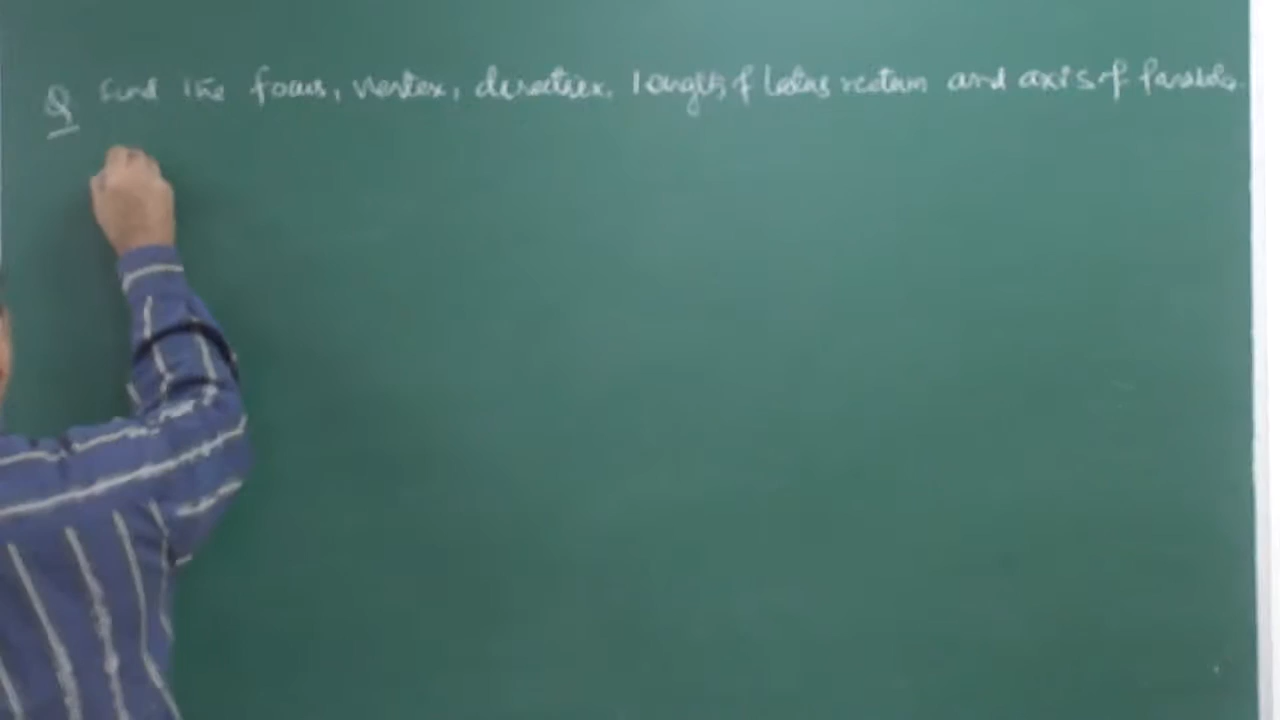 Q Find the focus, vertex, directrix, length of latus rectum and axis of Parabola.